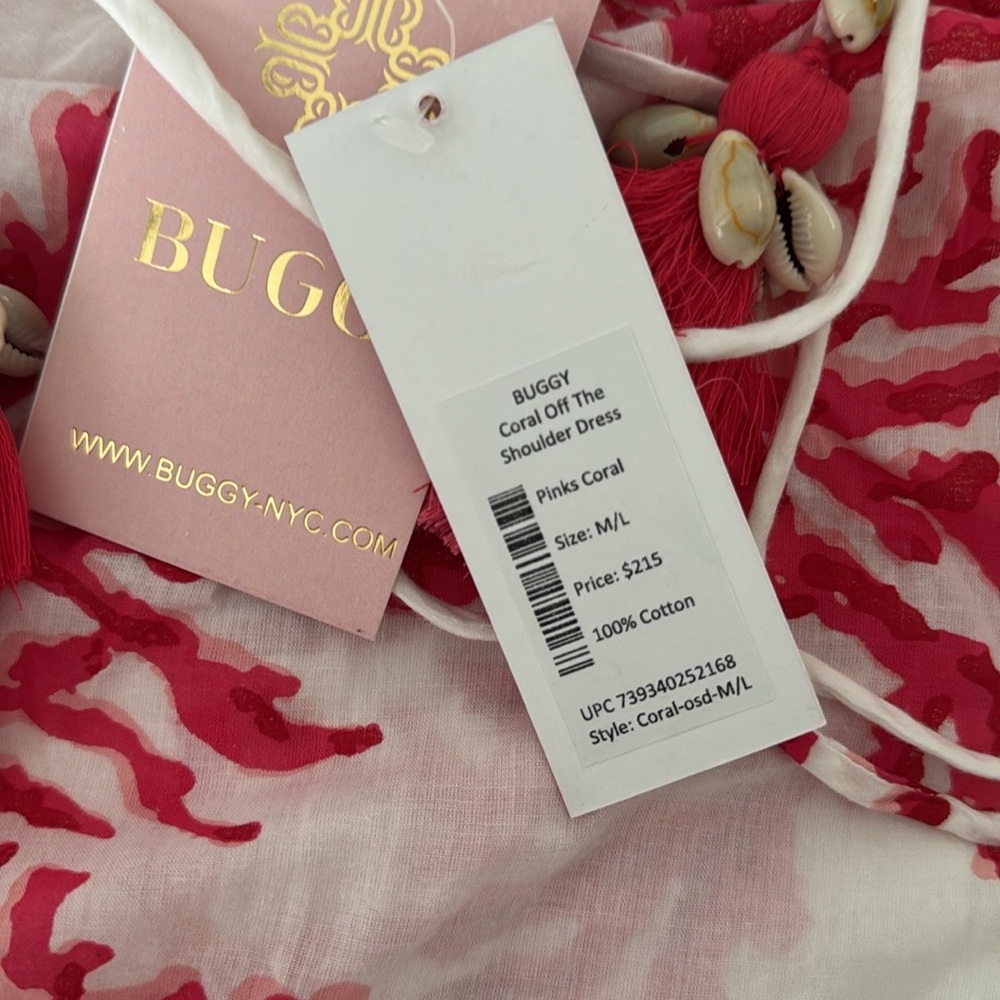 BUGG
WWW.BUGGY-NYC.COM
BUGGY
Coral Off The
Shoulder Dress
Pinks Coral
Size: M/L
Price: $215
100% Cotton
UPC 739340252168
Style: Coral-osd-M/L